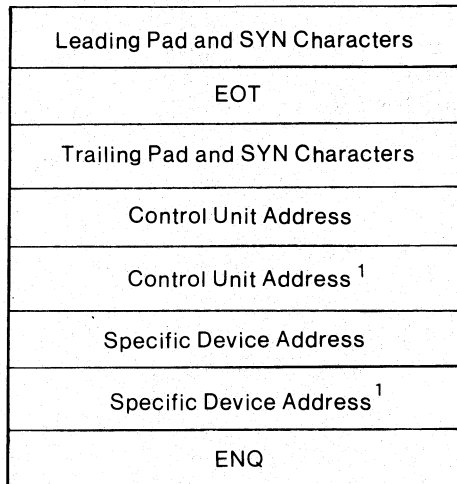 Leading Pad and SYN Characters
EOT
Trailing Pad and SYN Characters
Control Unit Address
Control Unit Address 1
Specific Device Address
Specific Device Address 1
ENQ